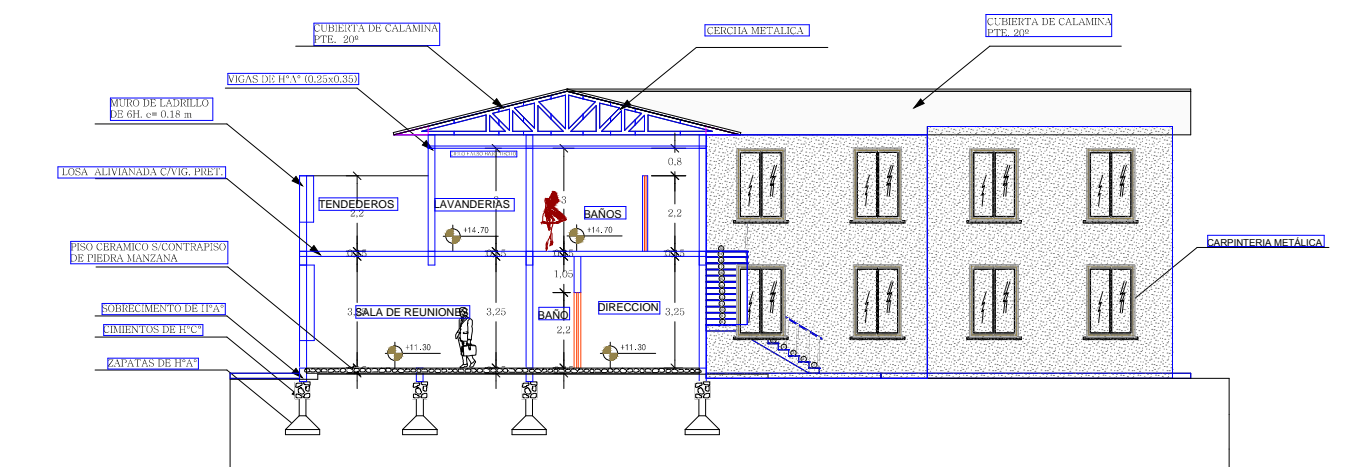 CUBIERTA DE CALAMINA
PTE. 20º
CERCHA METALICA
CUBIERTA DE CALAMINA
PTE. 20º
VIGAS DE HºAº (0.25x0.35)
MURO DE LADRILLO
DE 6H. e= 0.18 m
LOSA ALIVIANADA C/VIG. PRET.
0.8
TENDEDEROS
2,2
LAVANDERIAS
3
BAÑOS
2,2
+14.70
+14.70
PISO CERAMICO S/CONTRAPISO
DE PIEDRA MANZANA
CARPINTERIA METÁLICA
1,05
SOBRECIMIENTO DE HºAº
SALA DE REUNIONES
3,25
BAÑO
DIRECCION
3,25
CIMIENTOS DE HºCº
2,2
+11.30
+11.30
ZAPATAS DE HºAº